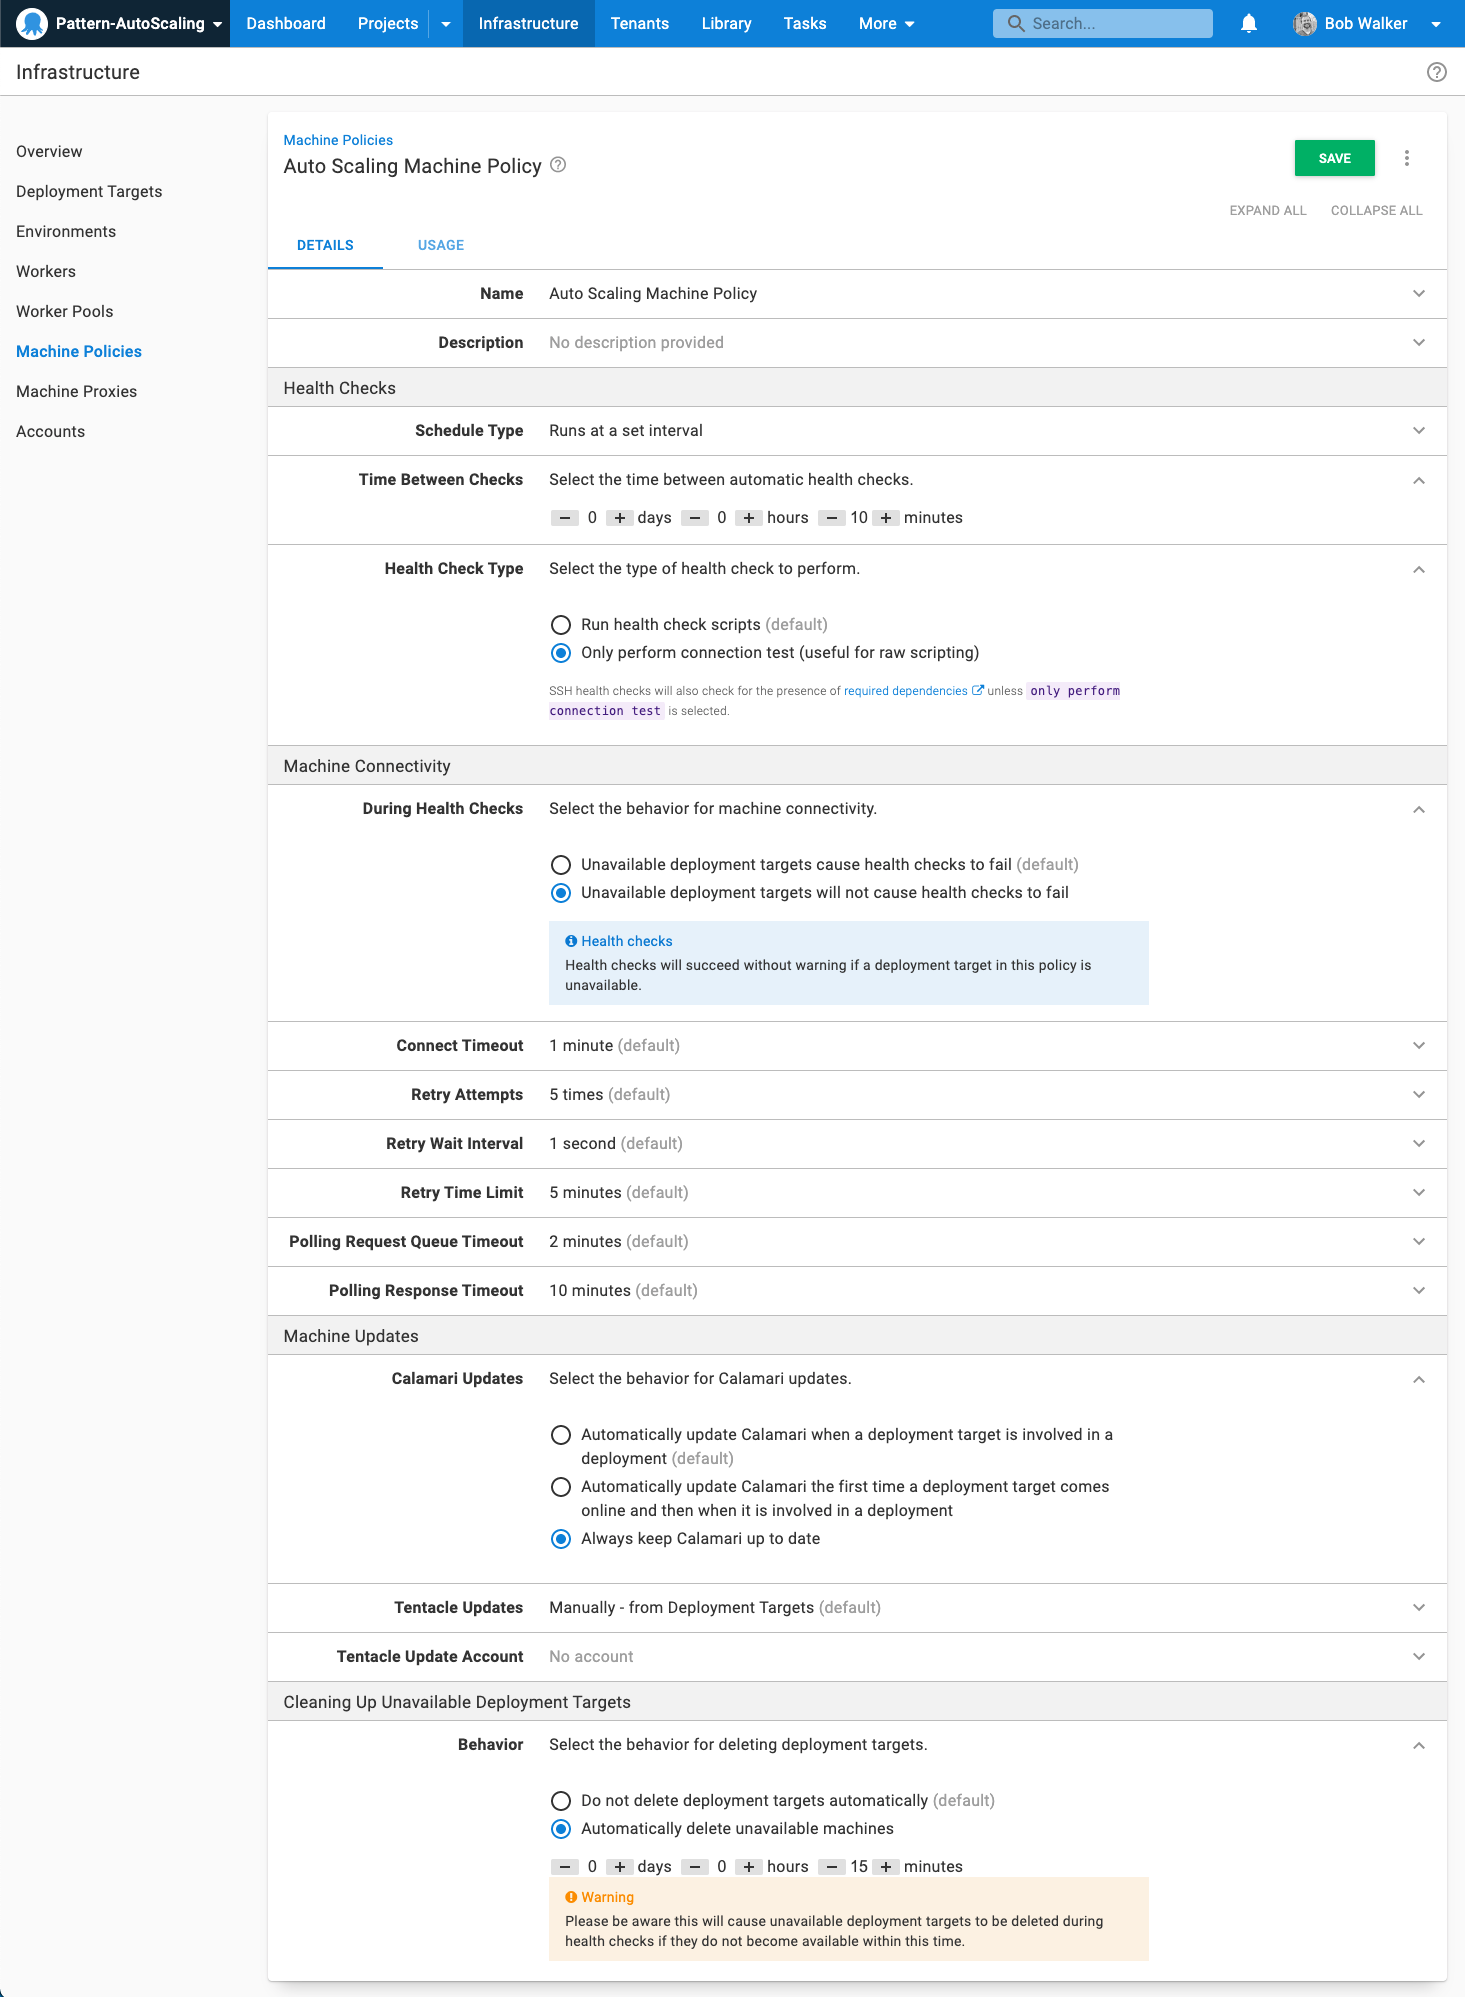 Pattern-AutoScaling
Dashboard
Projects
Infrastructure
Tenants
Library
Tasks
More
Search...
Bob Walker
Infrastructure
Overview
Deployment Targets
Environments
Workers
Worker Pools
Machine Policies
Machine Proxies
Accounts
Machine Policies
Auto Scaling Machine Policy
SAVE
EXPAND ALL COLLAPSE ALL
DETAILS USAGE
Name Auto Scaling Machine Policy
Description No description provided
Health Checks
Schedule Type Runs at a set interval
Time Between Checks Select the time between automatic health checks.
− 0 + days − 0 + hours − 10 + minutes
Health Check Type Select the type of health check to perform.
Run health check scripts (default)
Only perform connection test (useful for raw scripting)
SSH health checks will also check for the presence of required dependencies unless only perform
connection test is selected.
Machine Connectivity
During Health Checks Select the behavior for machine connectivity.
Unavailable deployment targets cause health checks to fail (default)
Unavailable deployment targets will not cause health checks to fail
Health checks
Health checks will succeed without warning if a deployment target in this policy is
unavailable.
Connect Timeout 1 minute (default)
Retry Attempts 5 times (default)
Retry Wait Interval 1 second (default)
Retry Time Limit 5 minutes (default)
Polling Request Queue Timeout 2 minutes (default)
Polling Response Timeout 10 minutes (default)
Machine Updates
Calamari Updates Select the behavior for Calamari updates.
Automatically update Calamari when a deployment target is involved in a
deployment (default)
Automatically update Calamari the first time a deployment target comes
online and then when it is involved in a deployment
Always keep Calamari up to date
Tentacle Updates Manually - from Deployment Targets (default)
Tentacle Update Account No account
Cleaning Up Unavailable Deployment Targets
Behavior Select the behavior for deleting deployment targets.
Do not delete deployment targets automatically (default)
Automatically delete unavailable machines
− 0 + days − 0 + hours − 15 + minutes
Warning
Please be aware this will cause unavailable deployment targets to be deleted during
health checks if they do not become available within this time.